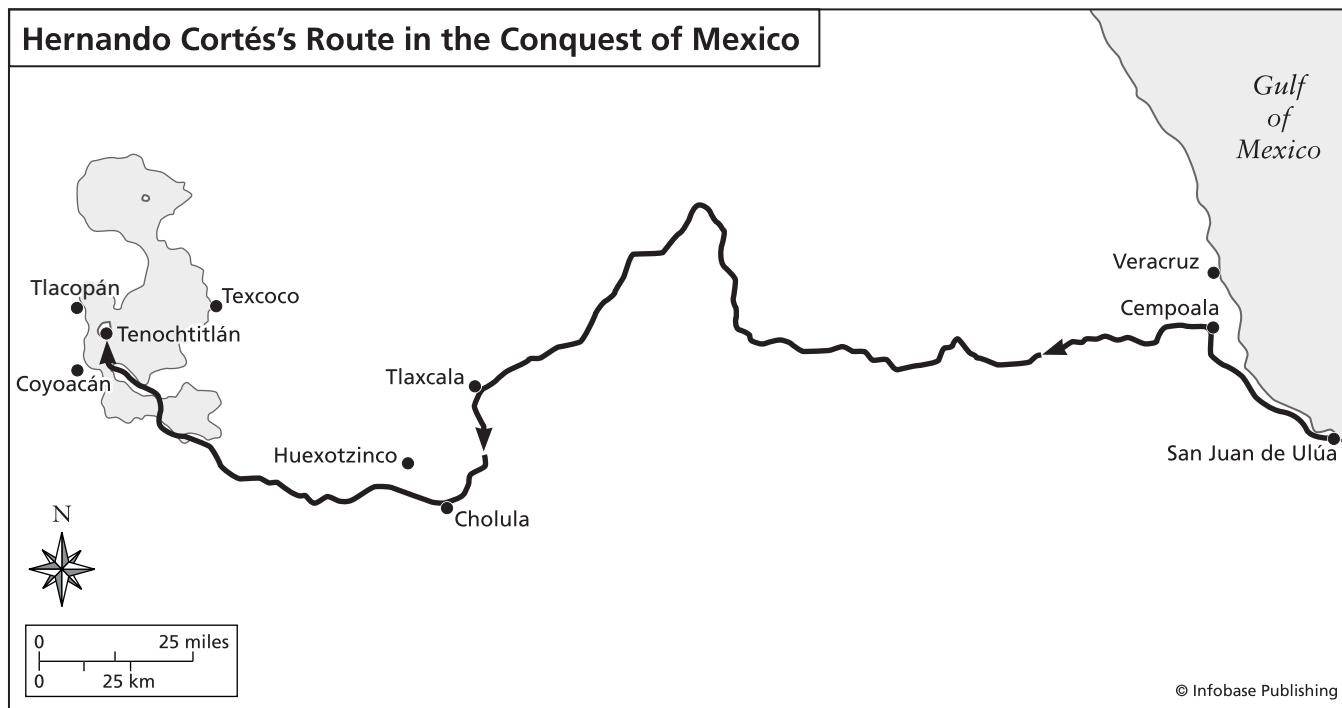 Hernando Cortés's Route in the Conquest of Mexico
Gulf
of
Mexico
Veracruz
Cempoala
San Juan de Ulúa
Tlacopán
Texcoco
Tenochtitlán
Coyoacán
Tlaxcala
Huexotzinco
Cholula
N
0 25 miles
0 25 km
© Infobase Publishing